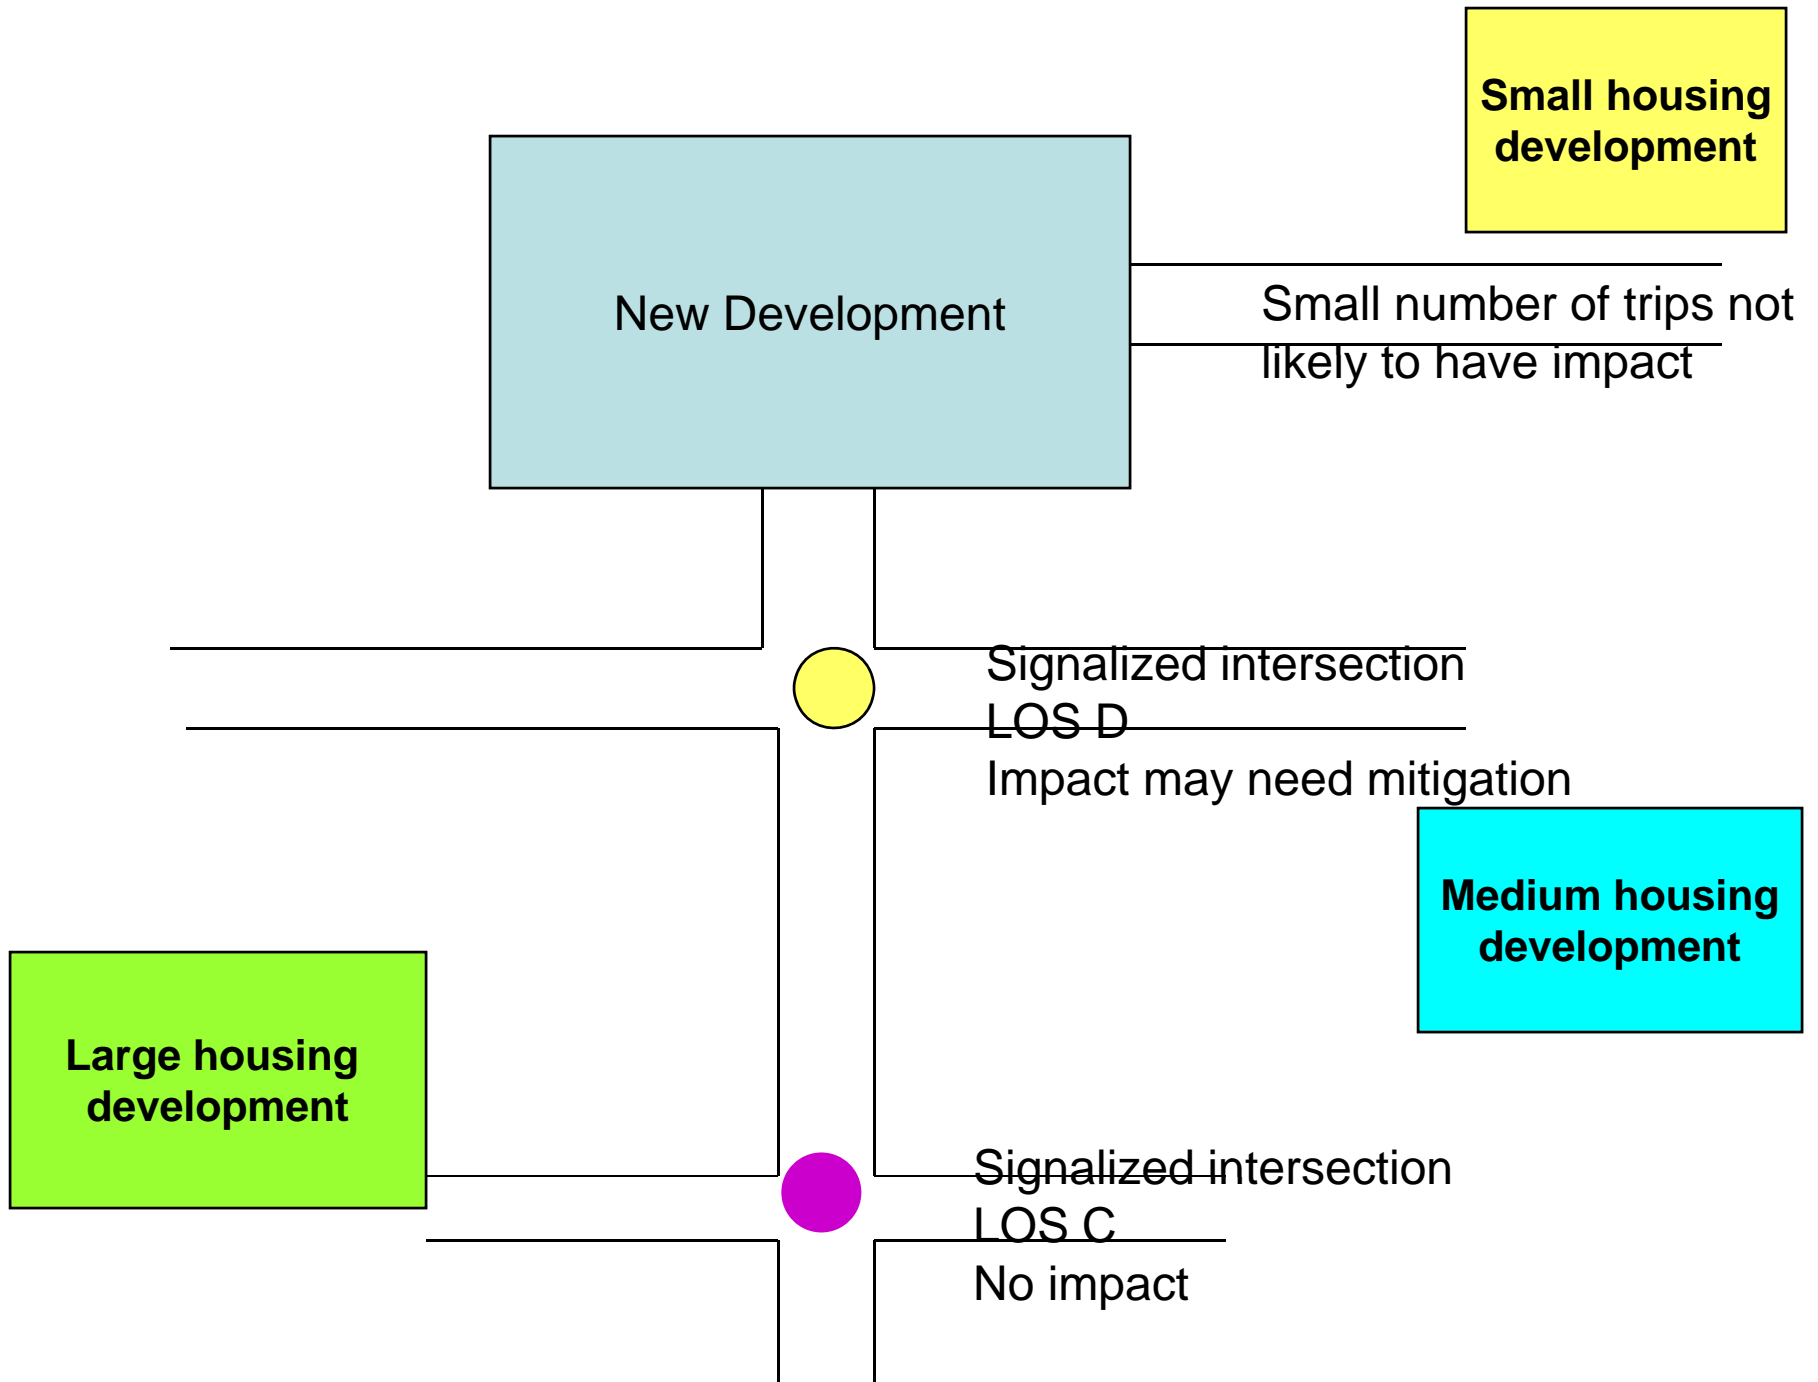 Small housing
development
New Development
Small number of trips not
likely to have impact
Signalized intersection
LOS D
Impact may need mitigation
Medium housing
development
Large housing
development
Signalized intersection
LOS C
No impact